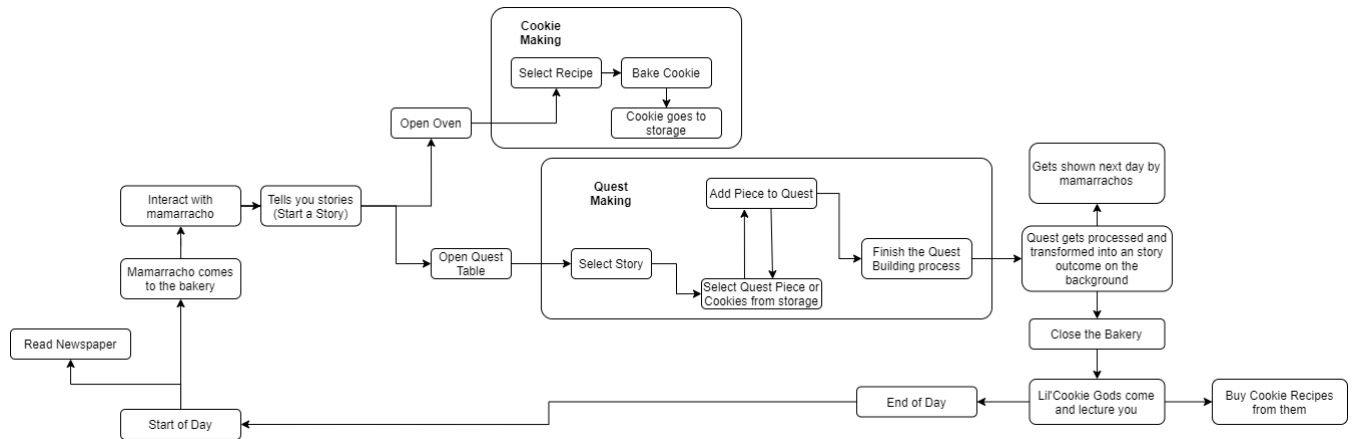 Cookie
Making
Select Recipe
Bake Cookie
Cookie goes to
storage
Open Oven
Interact with
mamarracho
Tells you stories
(Start a Story)
Quest
Making
Add Piece to Quest
Open Quest
Table
Select Story
Select Quest Piece or
Cookies from storage
Finish the Quest
Building process
Gets shown next day by
mamarrachos
Quest gets processed and
transformed into an story
outcome on the
background
Mamarracho comes
to the bakery
Read Newspaper
Close the Bakery
Start of Day
End of Day
Lil'Cookie Gods come
and lecture you
Buy Cookie Recipes
from them